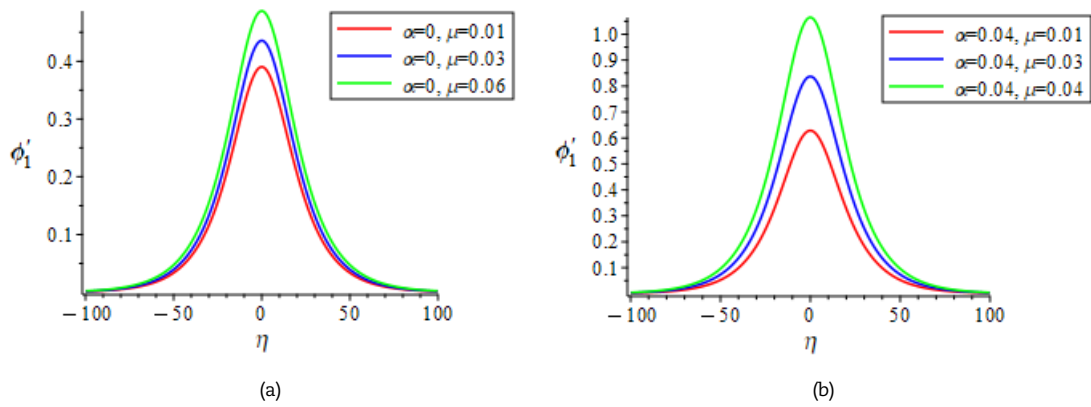 α=0, μ=0.01
α=0, μ=0.03
α=0, μ=0.06
0.4
0.3
0.2
0.1
ϕ₁′
−100 −50 0 50 100
η
(a)
α=0.04, μ=0.01
α=0.04, μ=0.03
α=0.04, μ=0.04
1.0
0.9
0.8
0.7
0.6
0.5
0.4
0.3
0.2
0.1
ϕ₁′
−100 −50 0 50 100
η
(b)